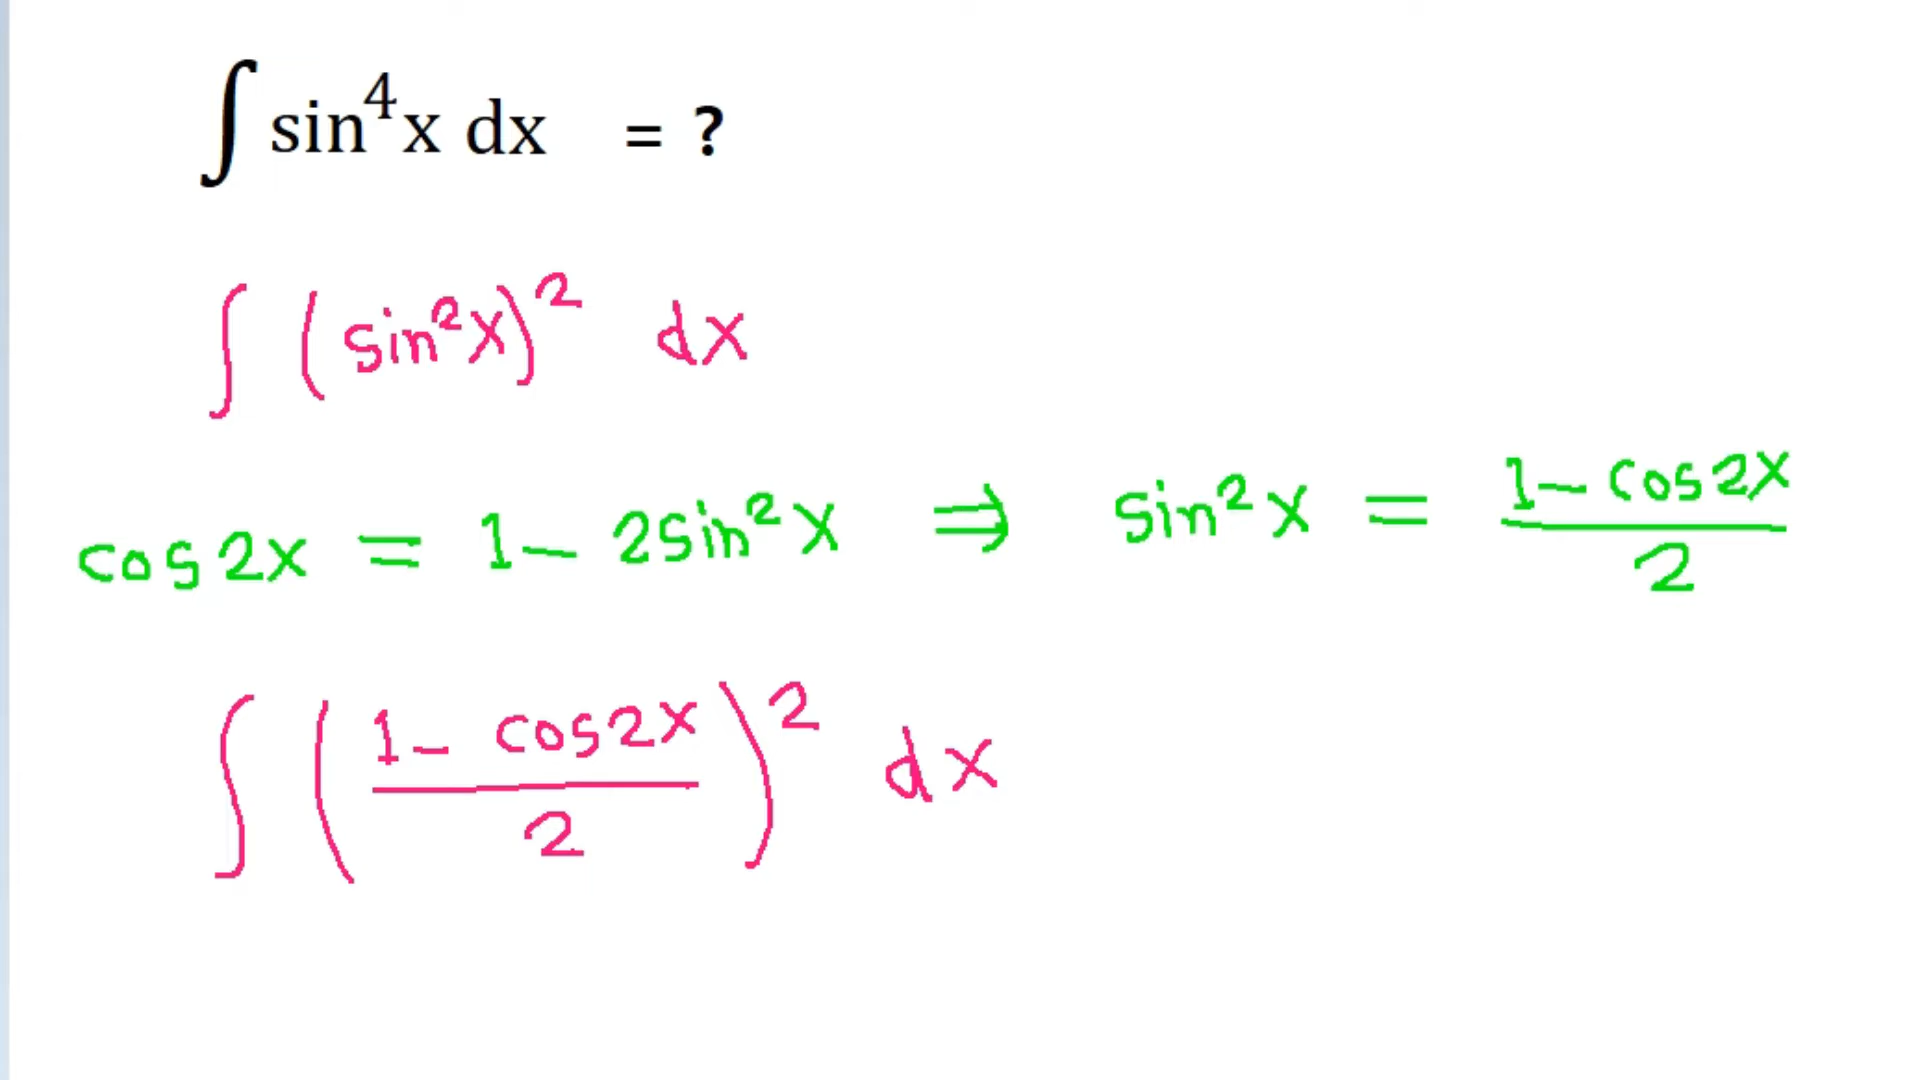 ∫ sin⁴x dx = ?
∫ (sin²x)² dx
cos2x = 1 - 2sin²x ⇒ sin²x = (1 - cos2x)/2
∫ ((1 - cos2x)/2)² dx